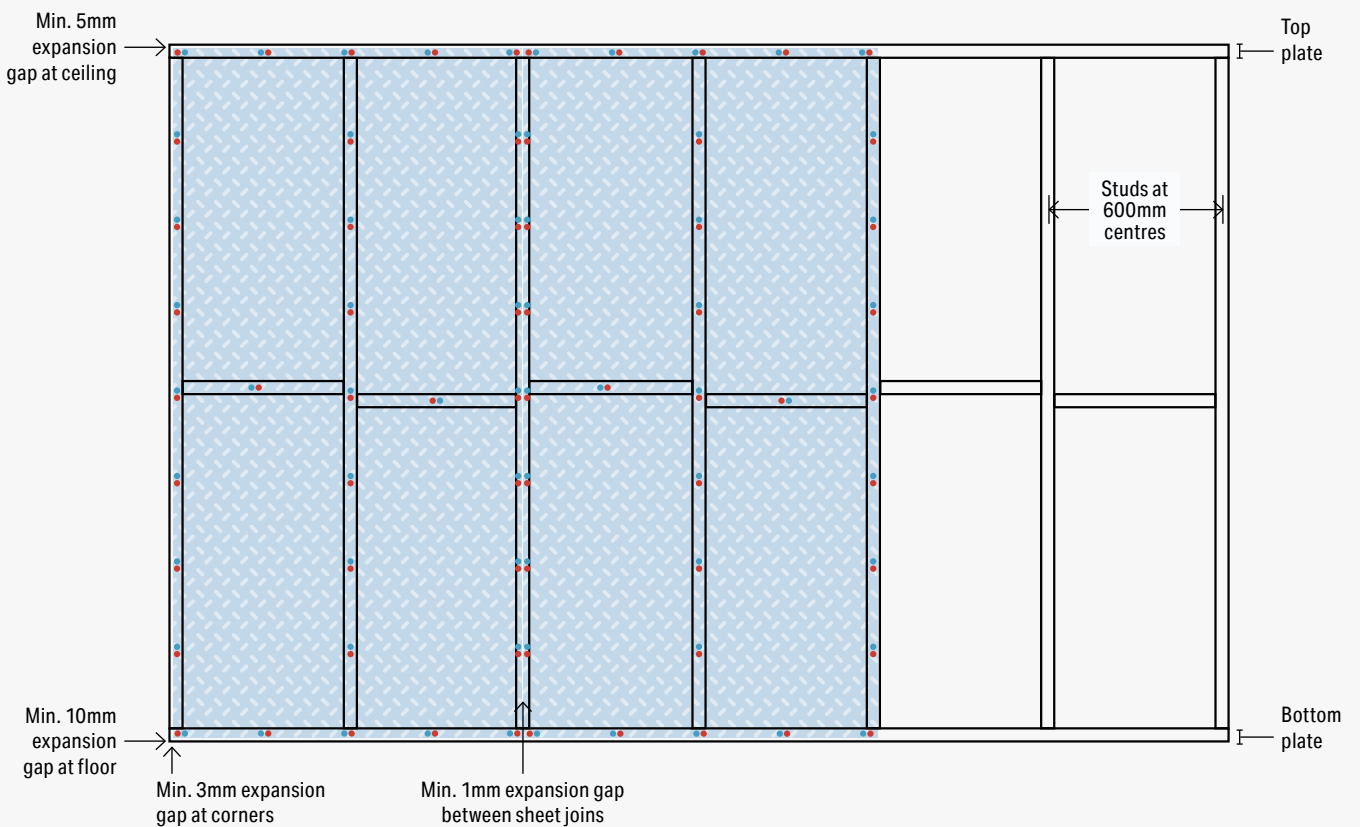 Min. 5mm
expansion
gap at ceiling
Top
plate
Studs at
600mm
centres
Min. 10mm
expansion
gap at floor
Bottom
plate
Min. 3mm expansion
gap at corners
Min. 1mm expansion gap
between sheet joins